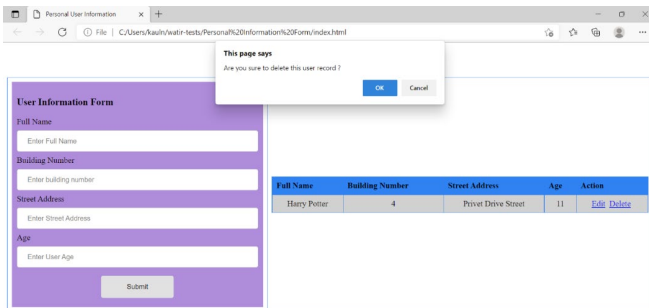 Personal User Information
File | C:/Users/kauln/watir-tests/Personal%20Information%20Form/index.html
This page says
Are you sure to delete this user record ?
OK Cancel
User Information Form
Full Name
Enter Full Name
Building Number
Enter building number
Street Address
Enter Street Address
Age
Enter User Age
Submit
Full Name Building Number Street Address Age Action
Harry Potter 4 Privet Drive Street 11 Edit Delete